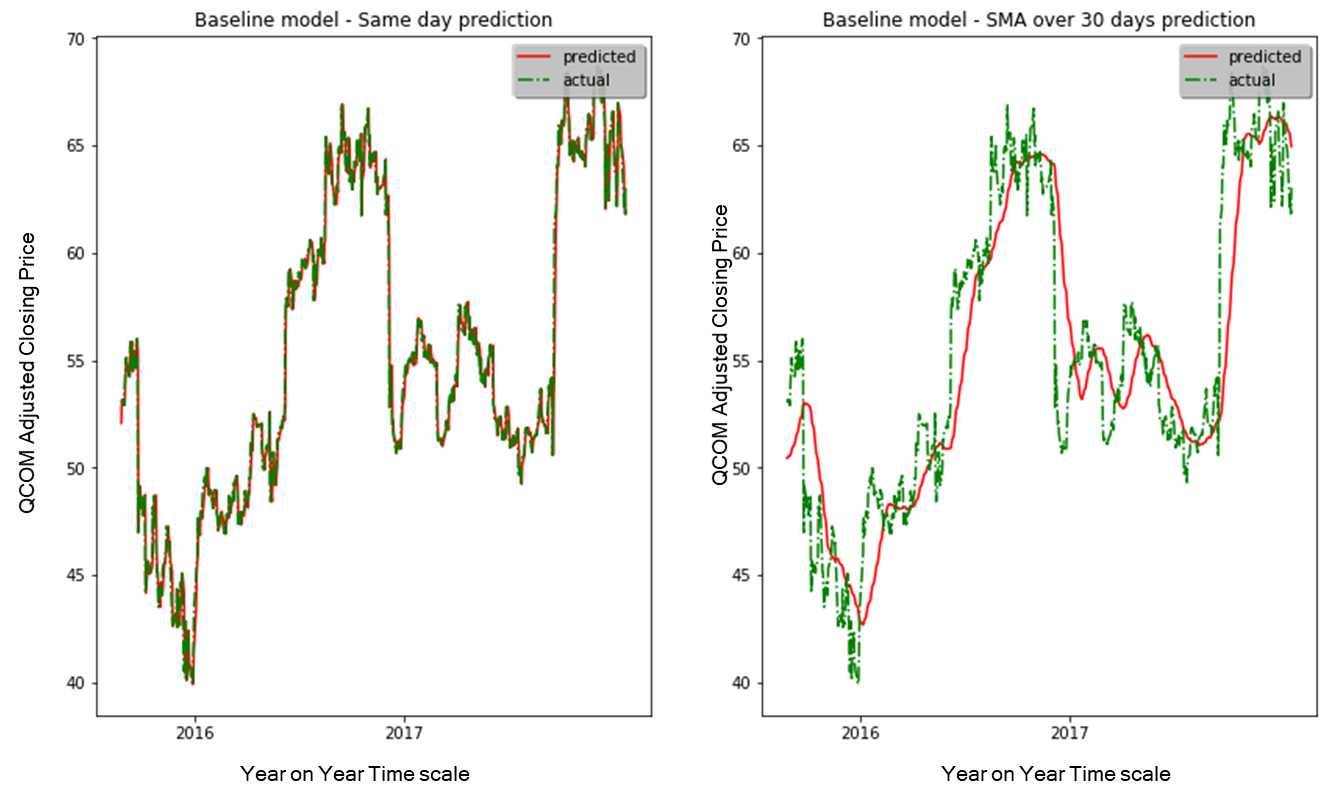 Baseline model - Same day prediction
70
65
60
55
50
45
40
2016
2017
predicted
actual
QCOM Adjusted Closing Price
Year on Year Time scale
Baseline model - SMA over 30 days prediction
70
65
60
55
50
45
40
2016
2017
predicted
actual
QCOM Adjusted Closing Price
Year on Year Time scale